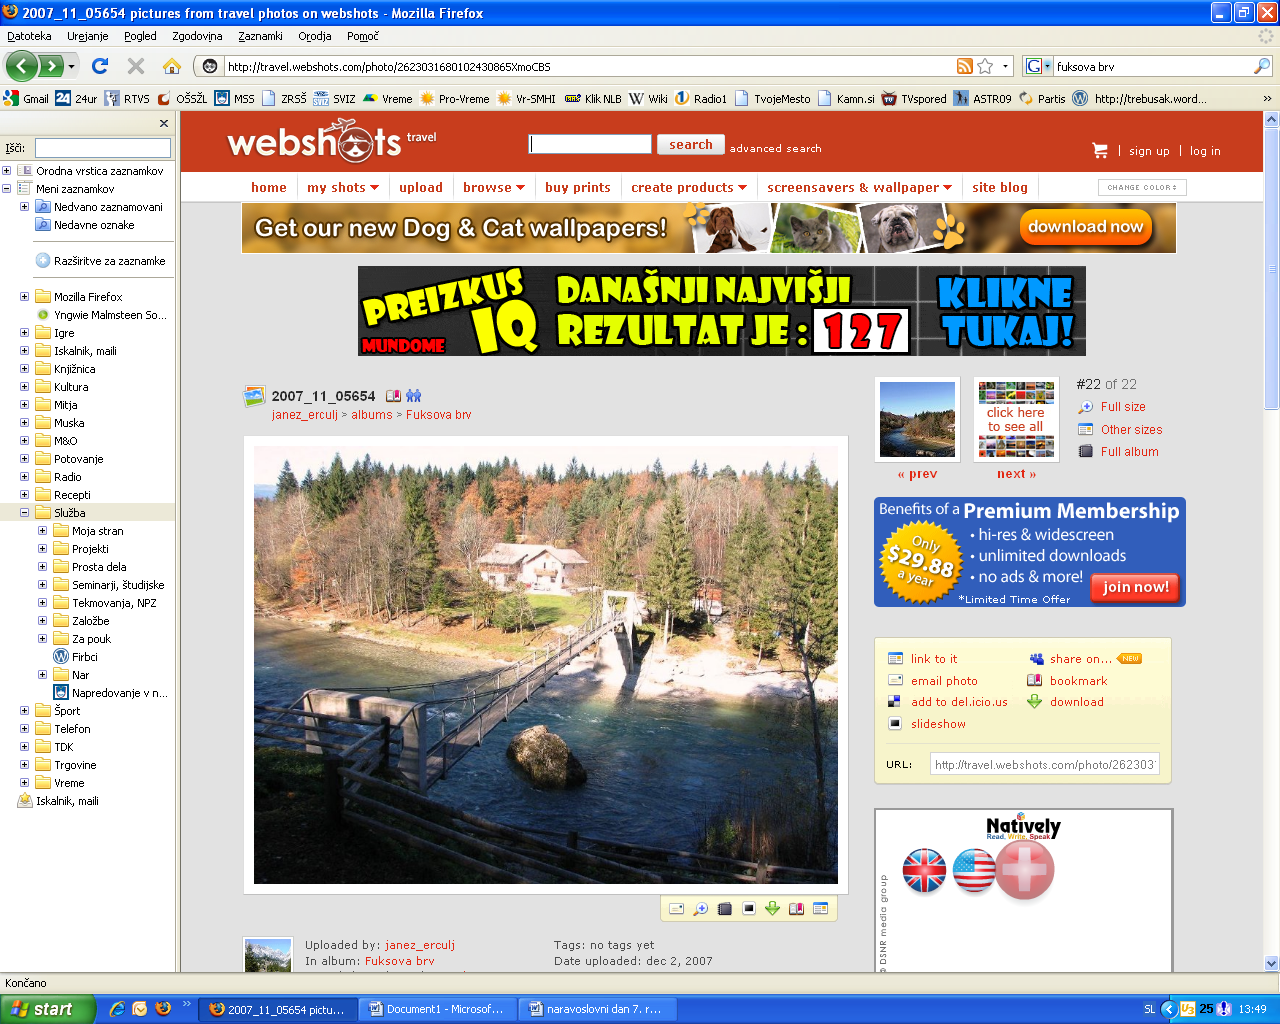 2007_11_05654 pictures from travel photos on webshots - Mozilla Firefox
Datoteka Urejanje Pogled Zgodovina Zaznamki Orodja Pomoč
http://travel.webshots.com/photo/2623031680102430865XmoCBS
fuksova brv
Gmail 24ur RTVS OŠSŽL MSS ZRSŠ SVIZ Vreme Pro-Vreme Vr-SMHI Klik NLB Wiki Radio1 TvojeMesto Kamn.si TVspored ASTR09 Partis http://trebusak.word... »
Išči:
Orodna vrstica zaznamkov
Meni zaznamkov
Nedvano zaznamovani
Nedavne oznake
Razširitve za zaznamke
Mozilla Firefox
Yngwie Malmsteen So...
Igre
Iskalnik, maili
Knjižnica
Kultura
Mitja
Muska
M&O
Potovanje
Radio
Recepti
Služba
Moja stran
Projekti
Prosta dela
Seminarji, študijske
Tekmovanja, NPZ
Založbe
Za pouk
Firbci
Nar
Napredovanje v n...
Šport
Telefon
TDK
Trgovine
Vreme
Iskalnik, maili
webshots travel
search advanced search
sign up | log in
home my shots upload browse buy prints create products screensavers & wallpaper site blog
CHANGE COLOR
Get our new Dog & Cat wallpapers! download now
PREIZKUS IQ
MUNDOME
DANAŠNJI NAJVIŠJI
REZULTAT JE : 127
KLIKNE TUKAJ!
2007_11_05654
janez_erculj > albums > Fuksova brv
click here
to see all
« prev next »
#22 of 22
Full size
Other sizes
Full album
Benefits of a Premium Membership
• hi-res & widescreen
• unlimited downloads
• no ads & more!
Only
$29.88
a year
join now!
*Limited Time Offer
link to it share on... NEW
email photo bookmark
add to del.icio.us download
slideshow
URL: http://travel.webshots.com/photo/262303
Natively
Read, Write, Speak
© DSNR media group
Uploaded by: janez_erculj
In album: Fuksova brv
Tags: no tags yet
Date uploaded: dec 2, 2007
Končano
start
2007_11_05654 pictu...
Document1 - Microsof...
naravoslovni dan 7. r...
SL 25 13:49